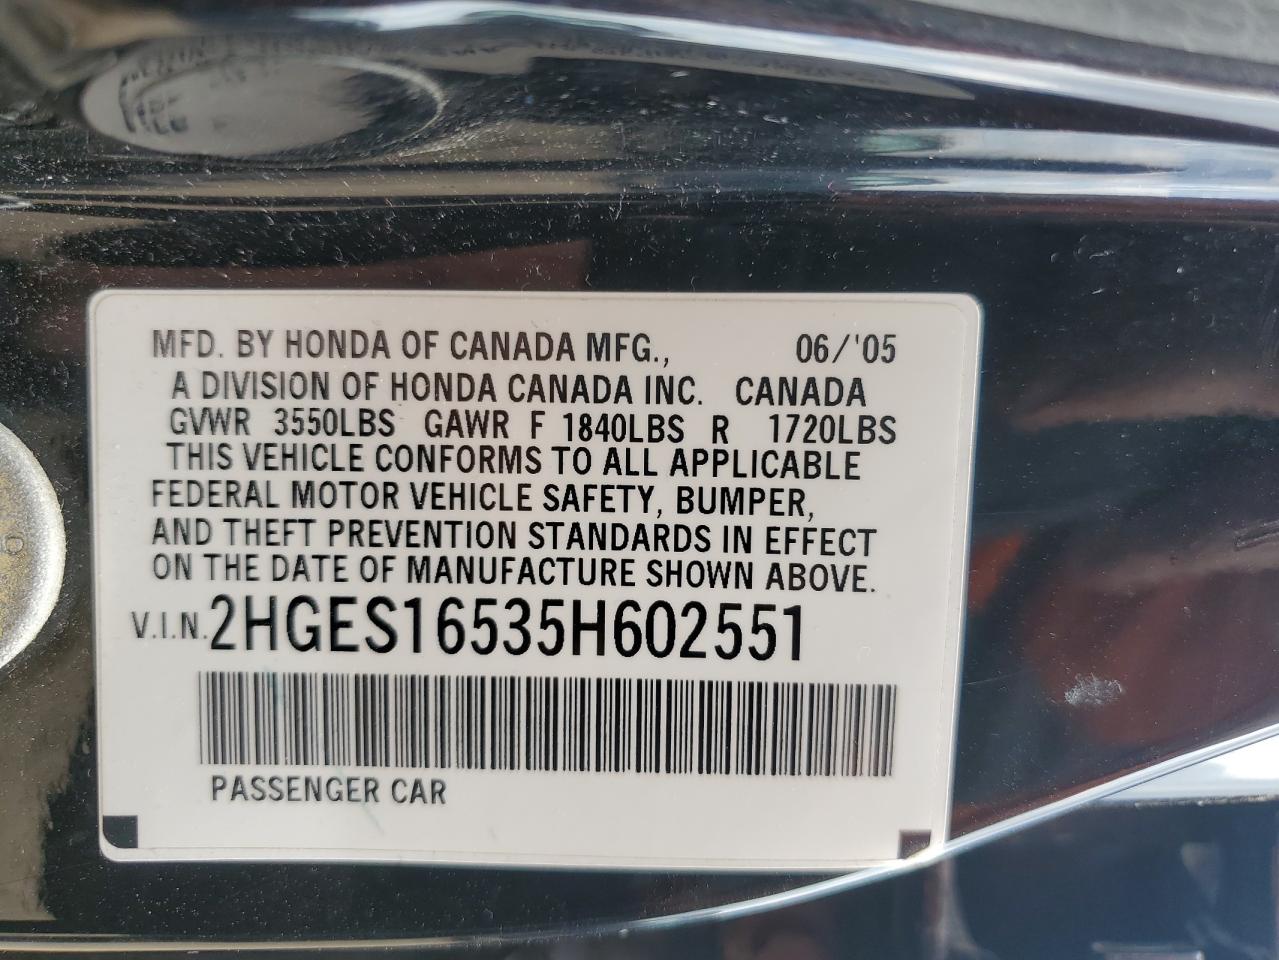 MFD. BY HONDA OF CANADA MFG., 06/'05
A DIVISION OF HONDA CANADA INC. CANADA
GVWR 3550LBS GAWR F 1840LBS R 1720LBS
THIS VEHICLE CONFORMS TO ALL APPLICABLE
FEDERAL MOTOR VEHICLE SAFETY, BUMPER,
AND THEFT PREVENTION STANDARDS IN EFFECT
ON THE DATE OF MANUFACTURE SHOWN ABOVE.
V.I.N. 2HGES16535H602551
PASSENGER CAR